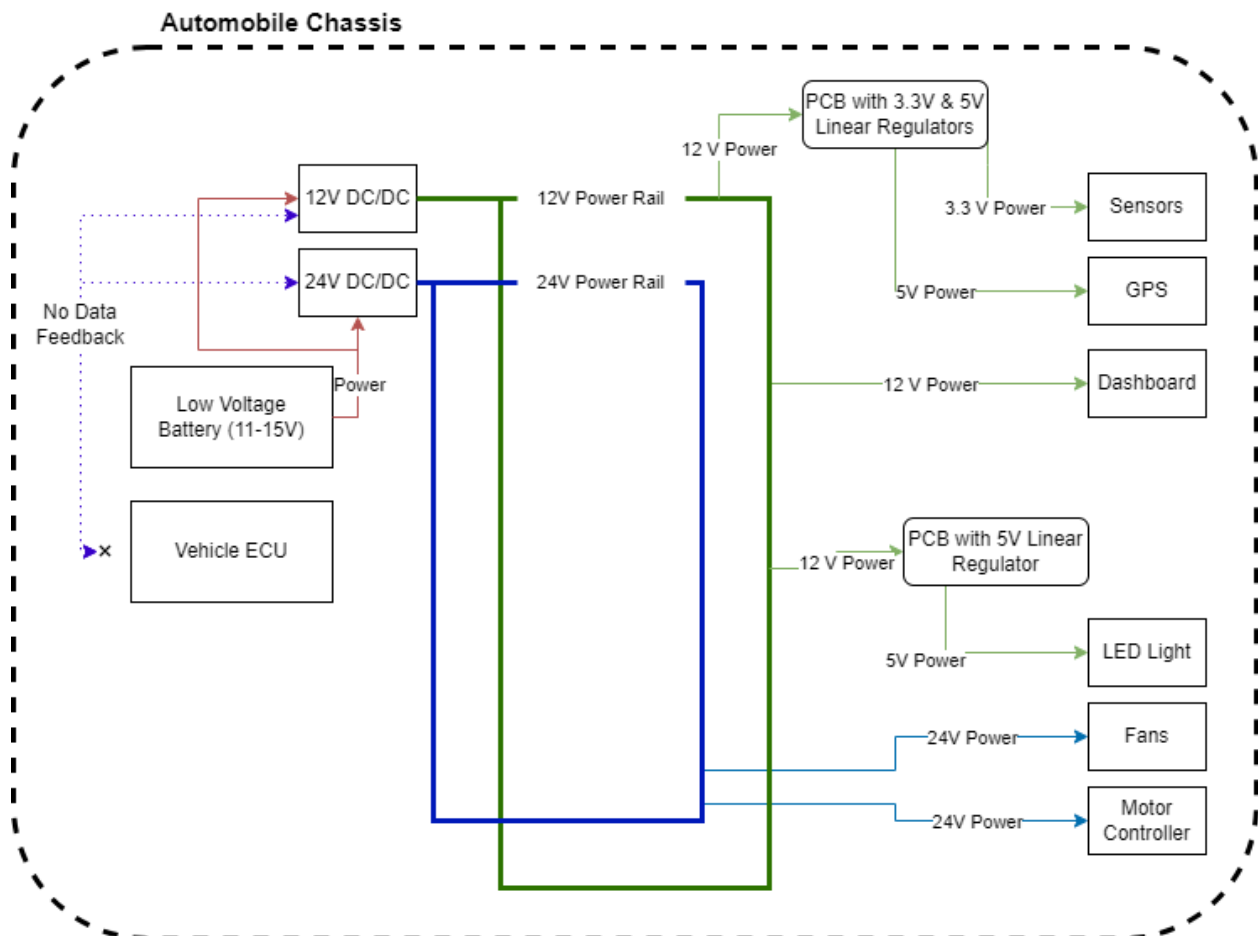 Automobile Chassis
PCB with 3.3V & 5V
Linear Regulators
12 V Power
12V DC/DC
12V Power Rail
3.3 V Power
Sensors
24V DC/DC
24V Power Rail
5V Power
GPS
No Data
Feedback
Power
12 V Power
Dashboard
Low Voltage
Battery (11-15V)
Vehicle ECU
PCB with 5V Linear
Regulator
12 V Power
5V Power
LED Light
24V Power
Fans
24V Power
Motor
Controller